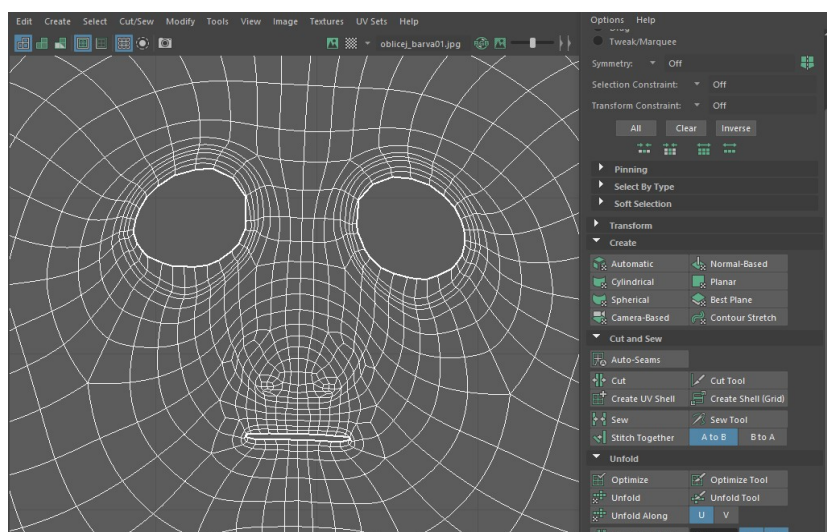 Edit Create Select Cut/Sew Modify Tools View Image Textures UV Sets Help
oblicej_barva01.jpg
Options Help
Drag
Tweak/Marquee
Symmetry: Off
Selection Constraint: Off
Transform Constraint: Off
All Clear Inverse
Pinning
Select By Type
Soft Selection
Transform
Create
Automatic Normal-Based
Cylindrical Planar
Spherical Best Plane
Camera-Based Contour Stretch
Cut and Sew
Auto-Seams
Cut Cut Tool
Create UV Shell Create Shell (Grid)
Sew Sew Tool
Stitch Together A to B B to A
Unfold
Optimize Optimize Tool
Unfold Unfold Tool
Unfold Along U V